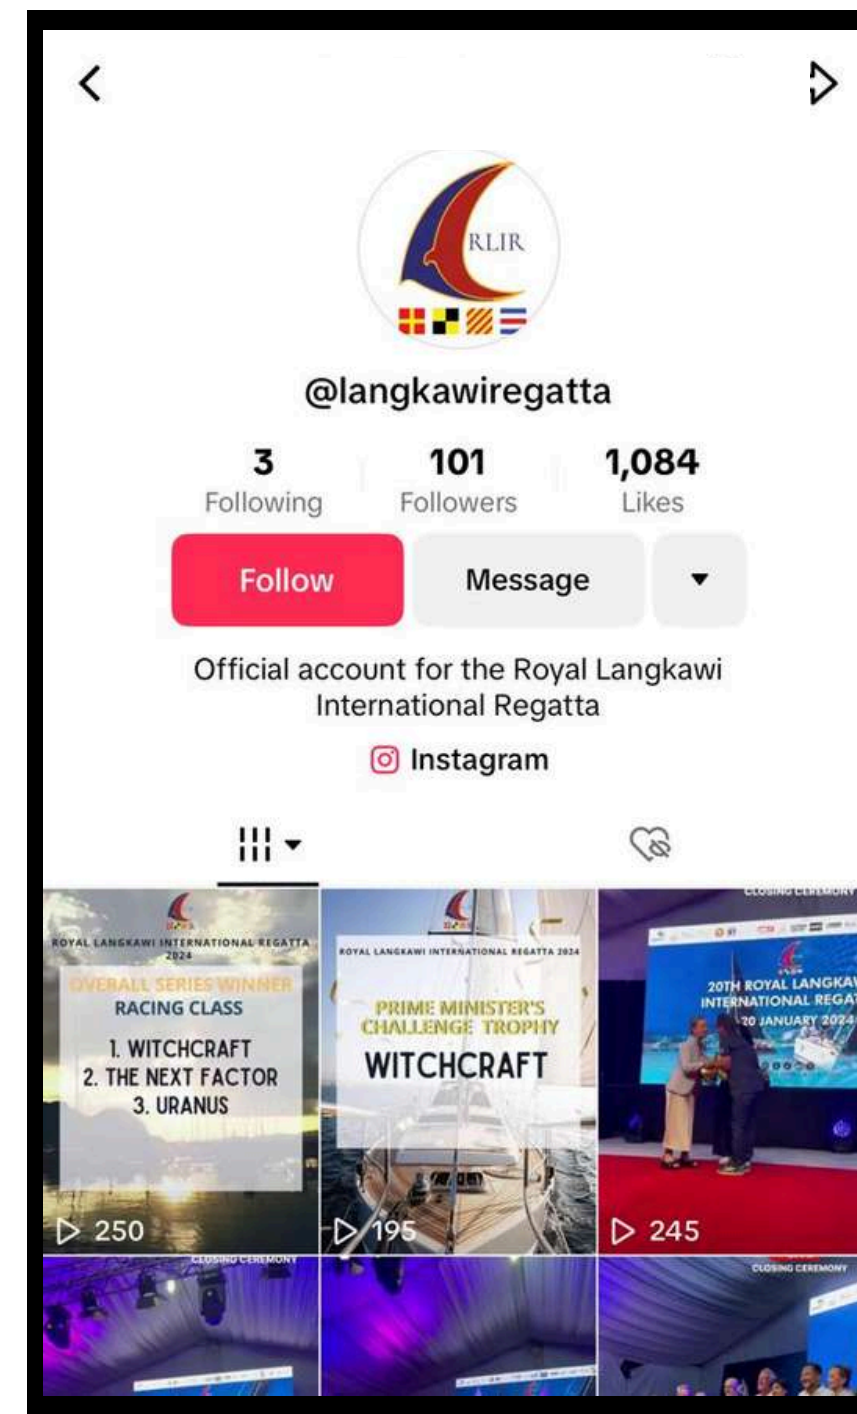 RLIR
@langkawiregatta
3 101 1,084
Following Followers Likes
Follow Message
Official account for the Royal Langkawi
International Regatta
Instagram
ROYAL LANGKAWI INTERNATIONAL REGATTA
2024
OVERALL SERIES WINNER
RACING CLASS
1. WITCHCRAFT
2. THE NEXT FACTOR
3. URANUS
250
ROYAL LANGKAWI INTERNATIONAL REGATTA 2024
PRIME MINISTER'S
CHALLENGE TROPHY
WITCHCRAFT
195
CLOSING CEREMONY
20TH ROYAL LANGKAW
INTERNATIONAL REGAT
20 JANUARY 2024
245
CLOSING CEREMONY
CLOSING CEREMONY